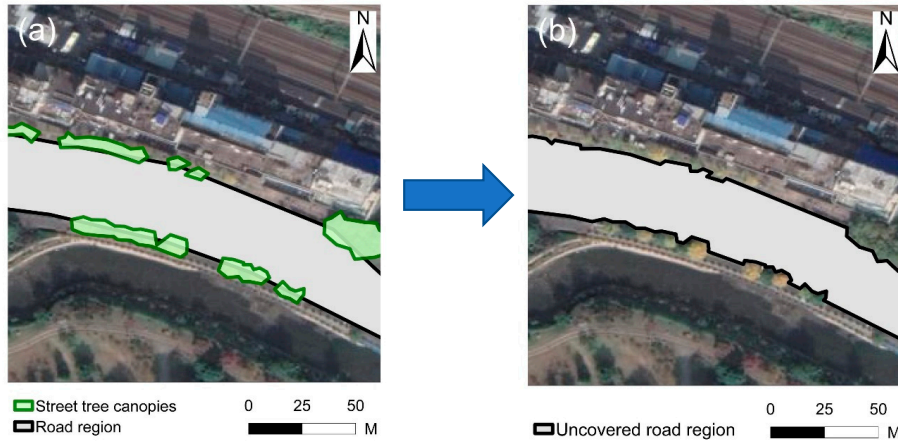 (a)
N
Street tree canopies
Road region
0 25 50
M
(b)
N
Uncovered road region
0 25 50
M